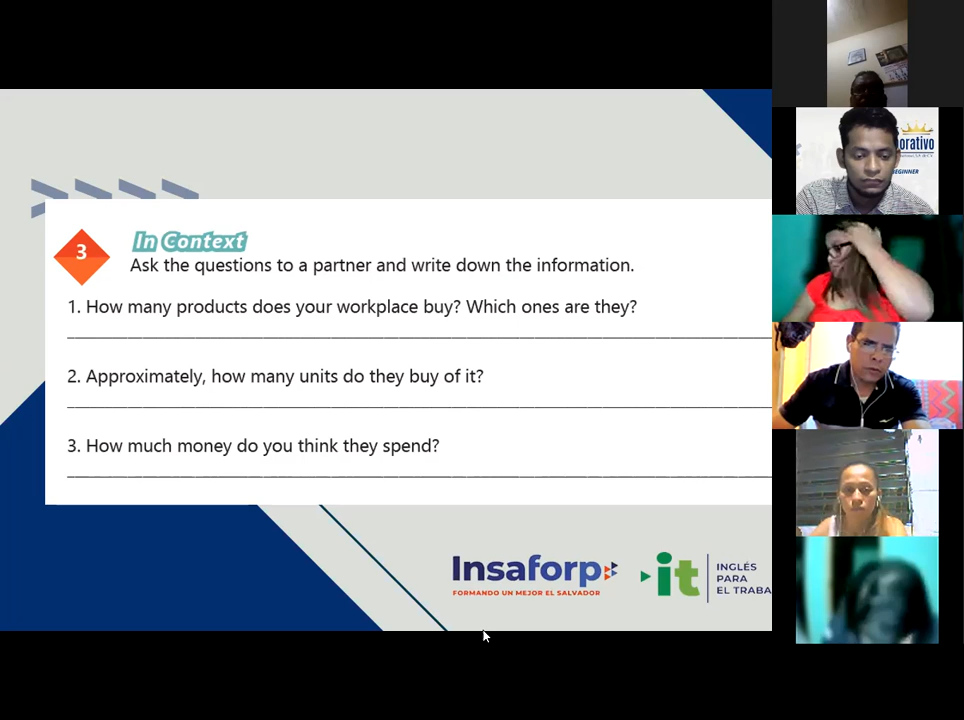 3
In Context
Ask the questions to a partner and write down the information.
1. How many products does your workplace buy? Which ones are they?
2. Approximately, how many units do they buy of it?
3. How much money do you think they spend?
Insaforp
FORMANDO UN MEJOR EL SALVADOR
it
INGLÉS
PARA
EL TRABA
orativo
BEGINNER